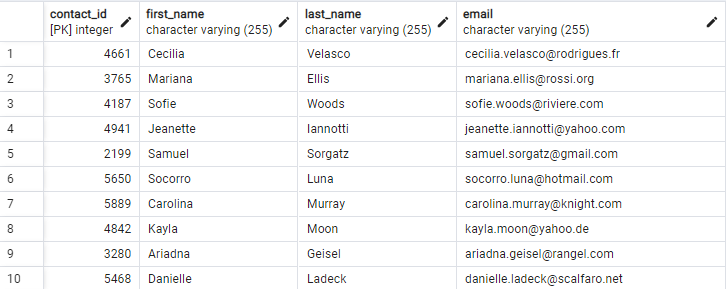 contact_id first_name last_name email
[PK] integer character varying (255) character varying (255) character varying (255)
1 4661 Cecilia Velasco cecilia.velasco@rodrigues.fr
2 3765 Mariana Ellis mariana.ellis@rossi.org
3 4187 Sofie Woods sofie.woods@riviere.com
4 4941 Jeanette Iannotti jeanette.iannotti@yahoo.com
5 2199 Samuel Sorgatz samuel.sorgatz@gmail.com
6 5650 Socorro Luna socorro.luna@hotmail.com
7 5889 Carolina Murray carolina.murray@knight.com
8 4842 Kayla Moon kayla.moon@yahoo.de
9 3280 Ariadna Geisel ariadna.geisel@rangel.com
10 5468 Danielle Ladeck danielle.ladeck@scalfaro.net